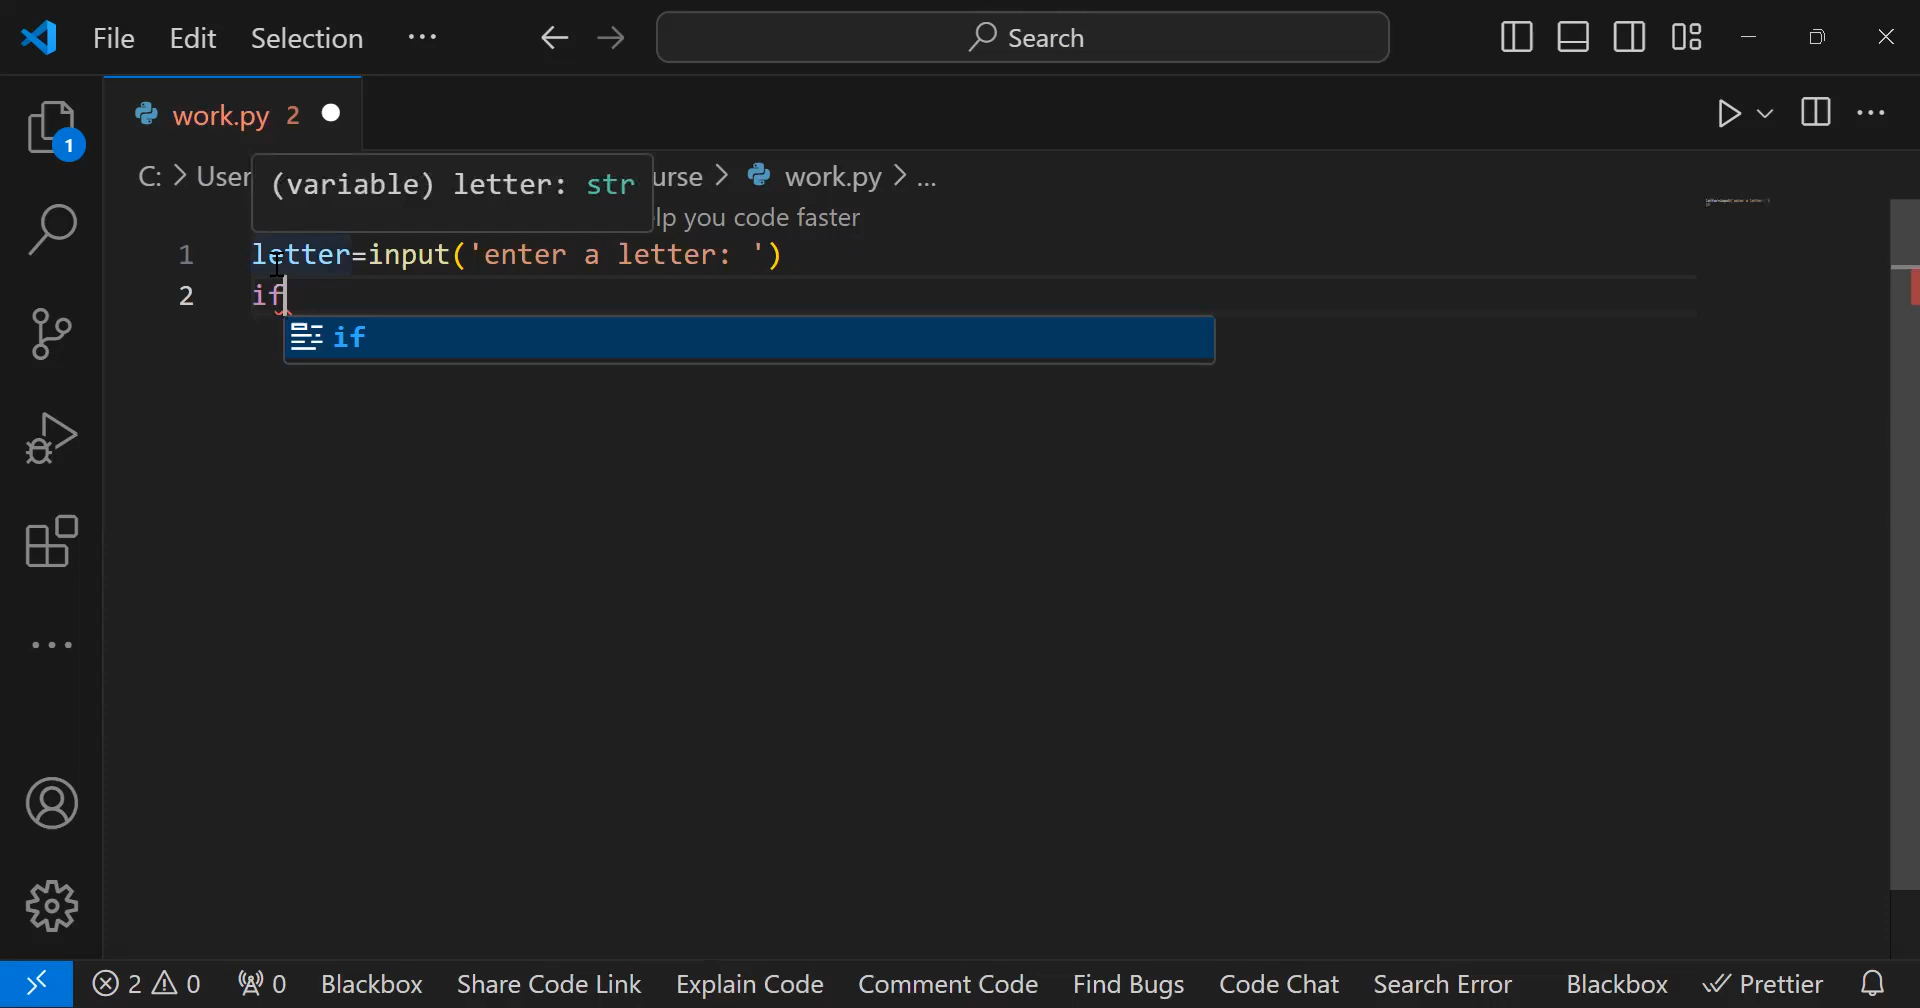 File Edit Selection ··· Search
work.py 2
1
C: > User urse > work.py > ...
(variable) letter: str
lp you code faster
1 letter=input('enter a letter: ')
2 if
if
2 0 0 Blackbox Share Code Link Explain Code Comment Code Find Bugs Code Chat Search Error Blackbox Prettier